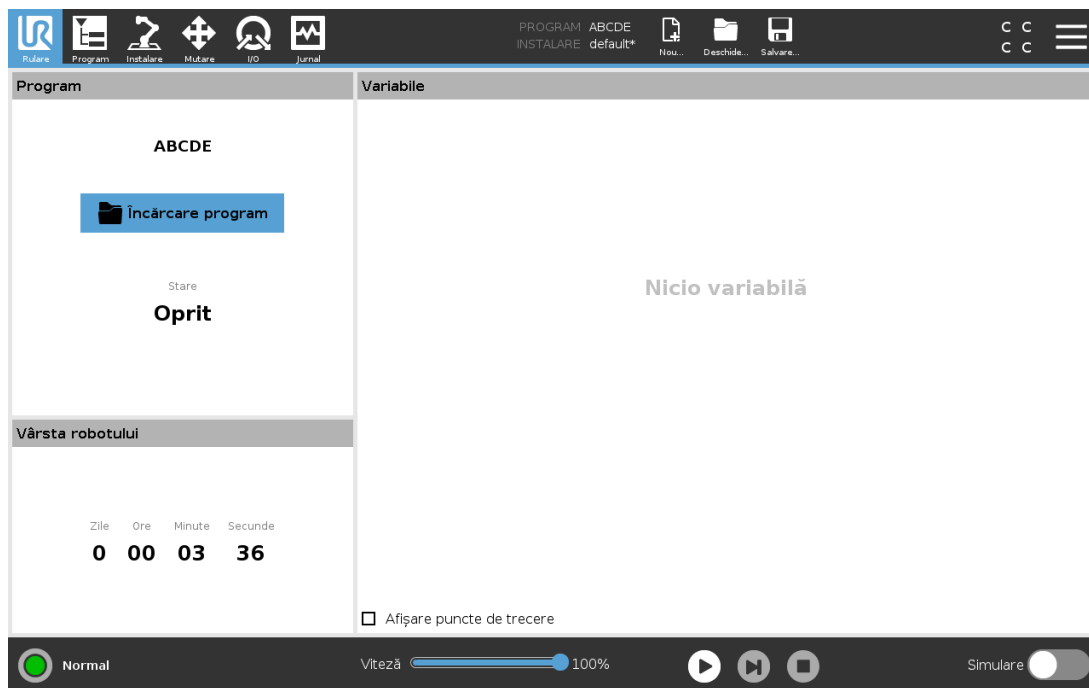 UR
Rulare
Program
Instalare
Mutare
I/O
Jurnal
PROGRAM ABCDE
INSTALARE default*
Nou...
Deschide...
Salvare...
C C
C C
Program
ABCDE
Încărcare program
Stare
Oprit
Vârsta robotului
Zile Ore Minute Secunde
0 00 03 36
Variabile
Nicio variabilă
Afișare puncte de trecere
Normal
Viteză 100%
Simulare